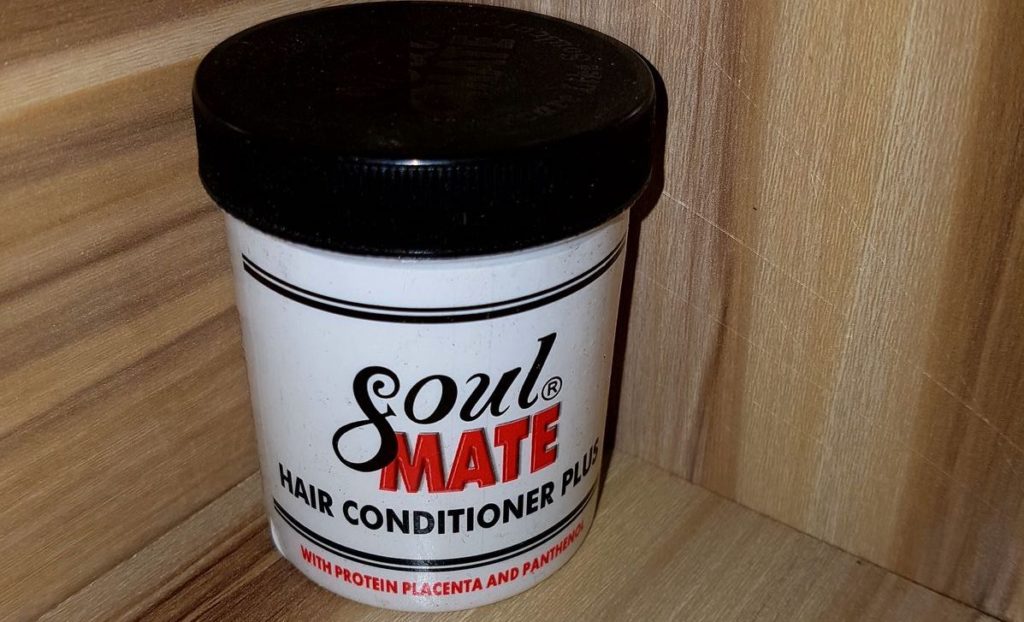 Soul®
MATE
HAIR CONDITIONER PLUS
WITH PROTEIN PLACENTA AND PANTHENOL